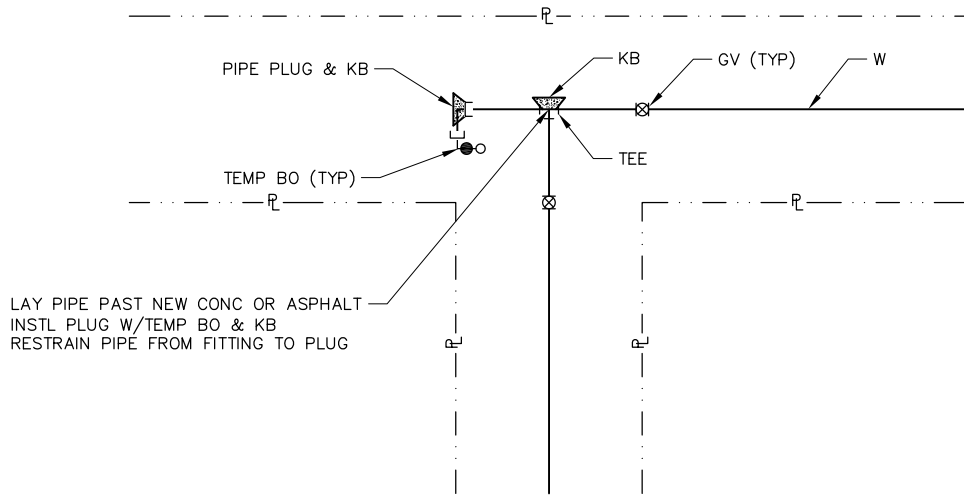 PL
PIPE PLUG & KB
KB
GV (TYP)
W
TEE
TEMP BO (TYP)
PL
PL
LAY PIPE PAST NEW CONC OR ASPHALT
INSTL PLUG W/TEMP BO & KB
RESTRAIN PIPE FROM FITTING TO PLUG
PL
PL